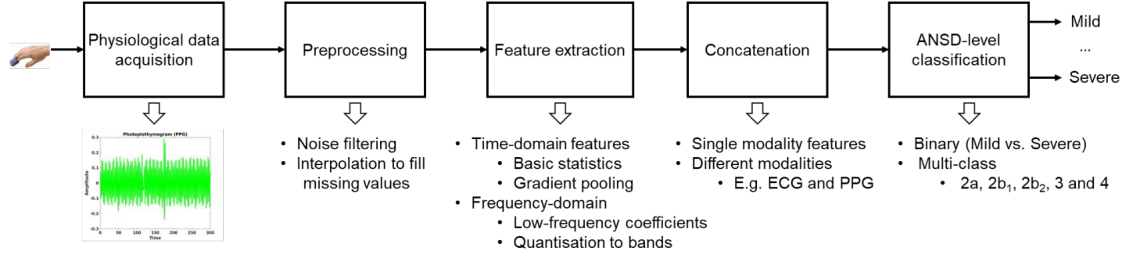 Physiological data
acquisition
Preprocessing
Feature extraction
Concatenation
ANSD-level
classification
Mild
...
Severe
Photoplethymogram (PPG)
Amplitude
0.3
0.2
0.1
0
-0.1
-0.2
-0.3
0 50 100 150 200 250 300
Time
• Noise filtering
• Interpolation to fill
missing values
• Time-domain features
• Basic statistics
• Gradient pooling
• Frequency-domain
• Low-frequency coefficients
• Quantisation to bands
• Single modality features
• Different modalities
• E.g. ECG and PPG
• Binary (Mild vs. Severe)
• Multi-class
• 2a, 2b₁, 2b₂, 3 and 4